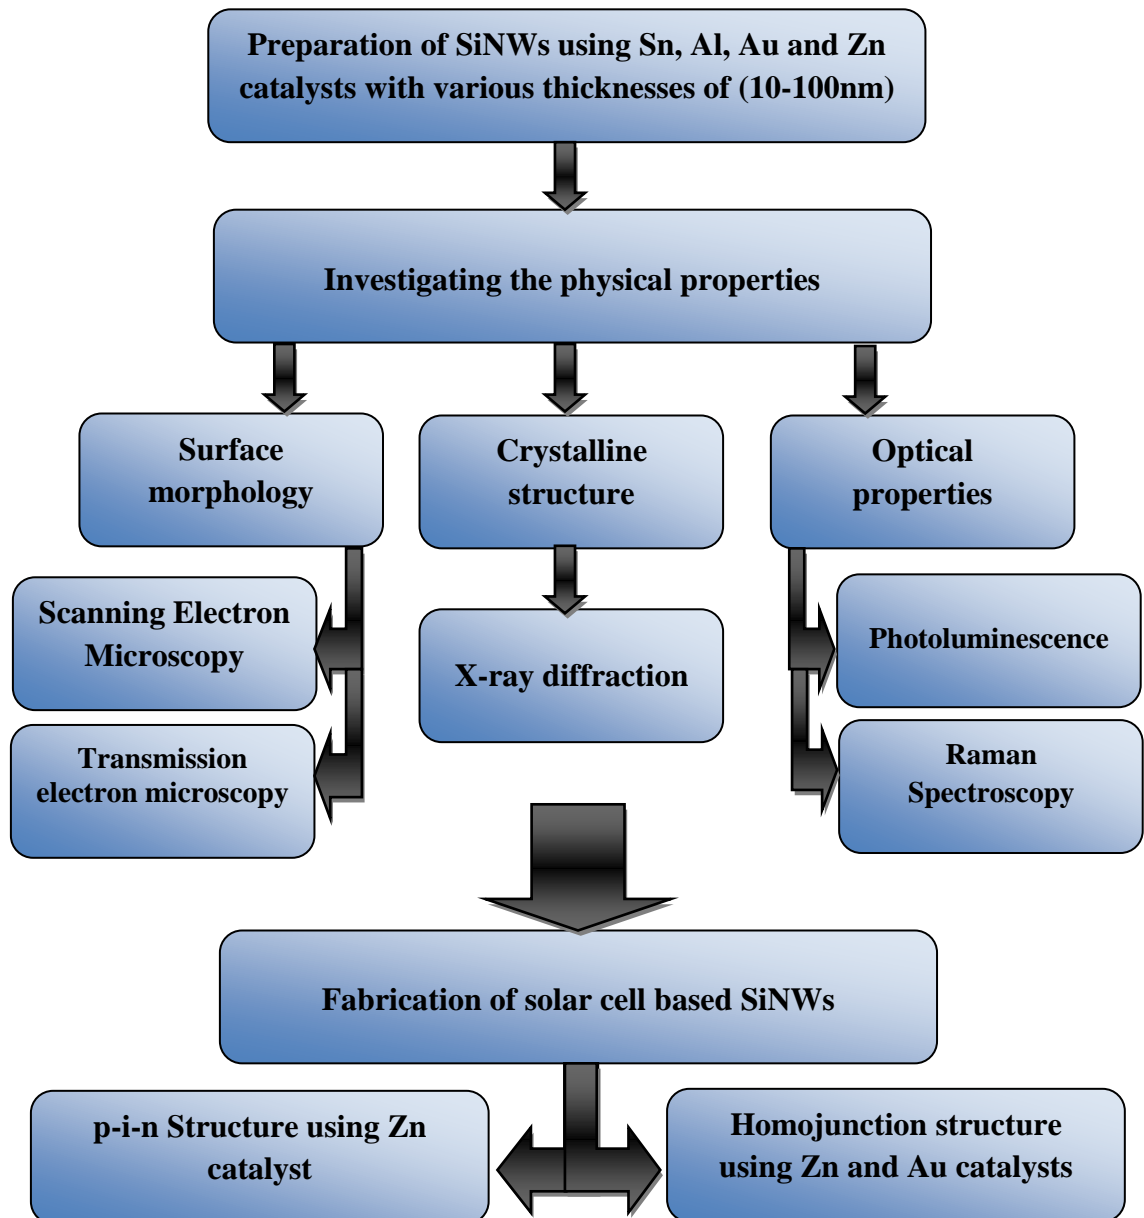 Preparation of SiNWs using Sn, Al, Au and Zn
catalysts with various thicknesses of (10-100nm)
Investigating the physical properties
Surface
morphology
Crystalline
structure
Optical
properties
Scanning Electron
Microscopy
X-ray diffraction
Photoluminescence
Transmission
electron microscopy
Raman
Spectroscopy
Fabrication of solar cell based SiNWs
p-i-n Structure using Zn
catalyst
Homojunction structure
using Zn and Au catalysts